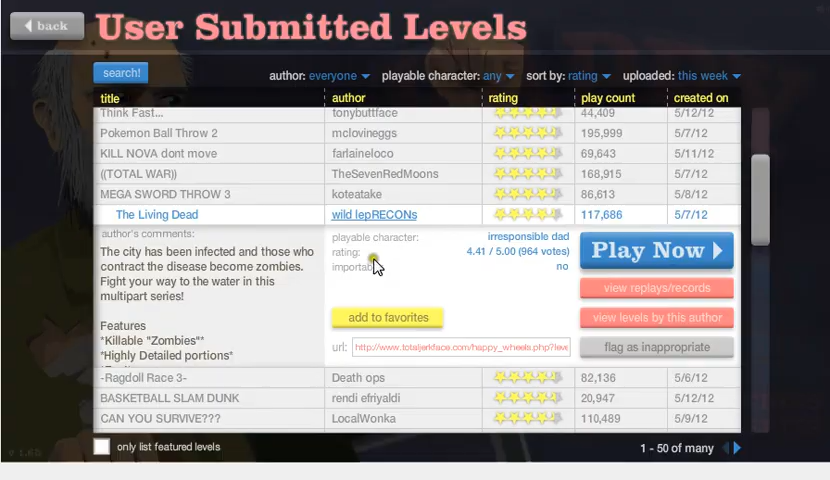 back
User Submitted Levels
search!
author: everyone
playable character: any
sort by: rating
uploaded: this week
title author rating play count created on
Think Fast... tonybuttface 44,409 5/12/12
Pokemon Ball Throw 2 mclovineggs 195,999 5/7/12
KILL NOVA dont move farlaineloco 69,643 5/11/12
((TOTAL WAR)) TheSevenRedMoons 168,915 5/7/12
MEGA SWORD THROW 3 koteatake 86,613 5/8/12
The Living Dead wild lepRECONs 117,686 5/7/12
author's comments:
The city has been infected and those who
contract the disease become zombies.
Fight your way to the water in this
multipart series!
Features
*Killable "Zombies"*
*Highly Detailed portions*
playable character: irresponsible dad
rating: 4.41 / 5.00 (964 votes)
no
add to favorites
url: http://www.totaljerkface.com/happy_wheels.php?leve
Play Now
view replays/records
view levels by this author
flag as inappropriate
-Ragdoll Race 3- Death ops 82,136 5/6/12
BASKETBALL SLAM DUNK rendi efriyaldi 20,947 5/12/12
CAN YOU SURVIVE??? LocalWonka 110,489 5/9/12
only list featured levels
1 - 50 of many